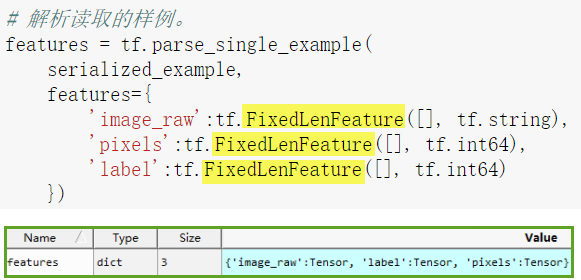 # 解析读取的样例。
features = tf.parse_single_example(
    serialized_example,
    features={
        'image_raw':tf.FixedLenFeature([], tf.string),
        'pixels':tf.FixedLenFeature([], tf.int64),
        'label':tf.FixedLenFeature([], tf.int64)
    })
Name / Type Size Value
features dict 3 {'image_raw':Tensor, 'label':Tensor, 'pixels':Tensor}